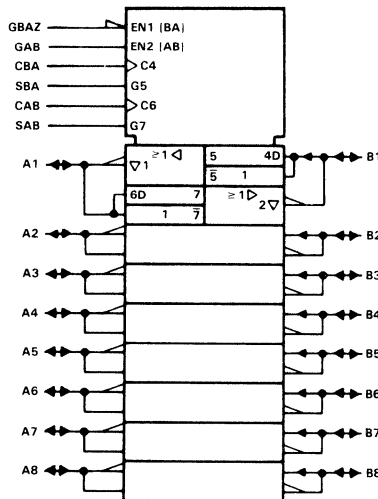 GBAZ EN1 (BA)
GAB EN2 (AB)
CBA C4
SBA G5
CAB C6
SAB G7
A1 ≥1 5 4D B1
▽1 5̅ 1
6D 7 ≥1
1 7̅ 2▽
A2 B2
A3 B3
A4 B4
A5 B5
A6 B6
A7 B7
A8 B8